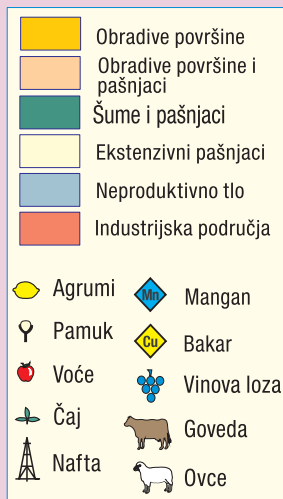 Obradive površine
Obradive površine i
pašnjaci
Šume i pašnjaci
Ekstenzivni pašnjaci
Neproduktivno tlo
Industrijska područja
Agrumi
Pamuk
Voće
Čaj
Nafta
Mn Mangan
Cu Bakar
Vinova loza
Goveda
Ovce